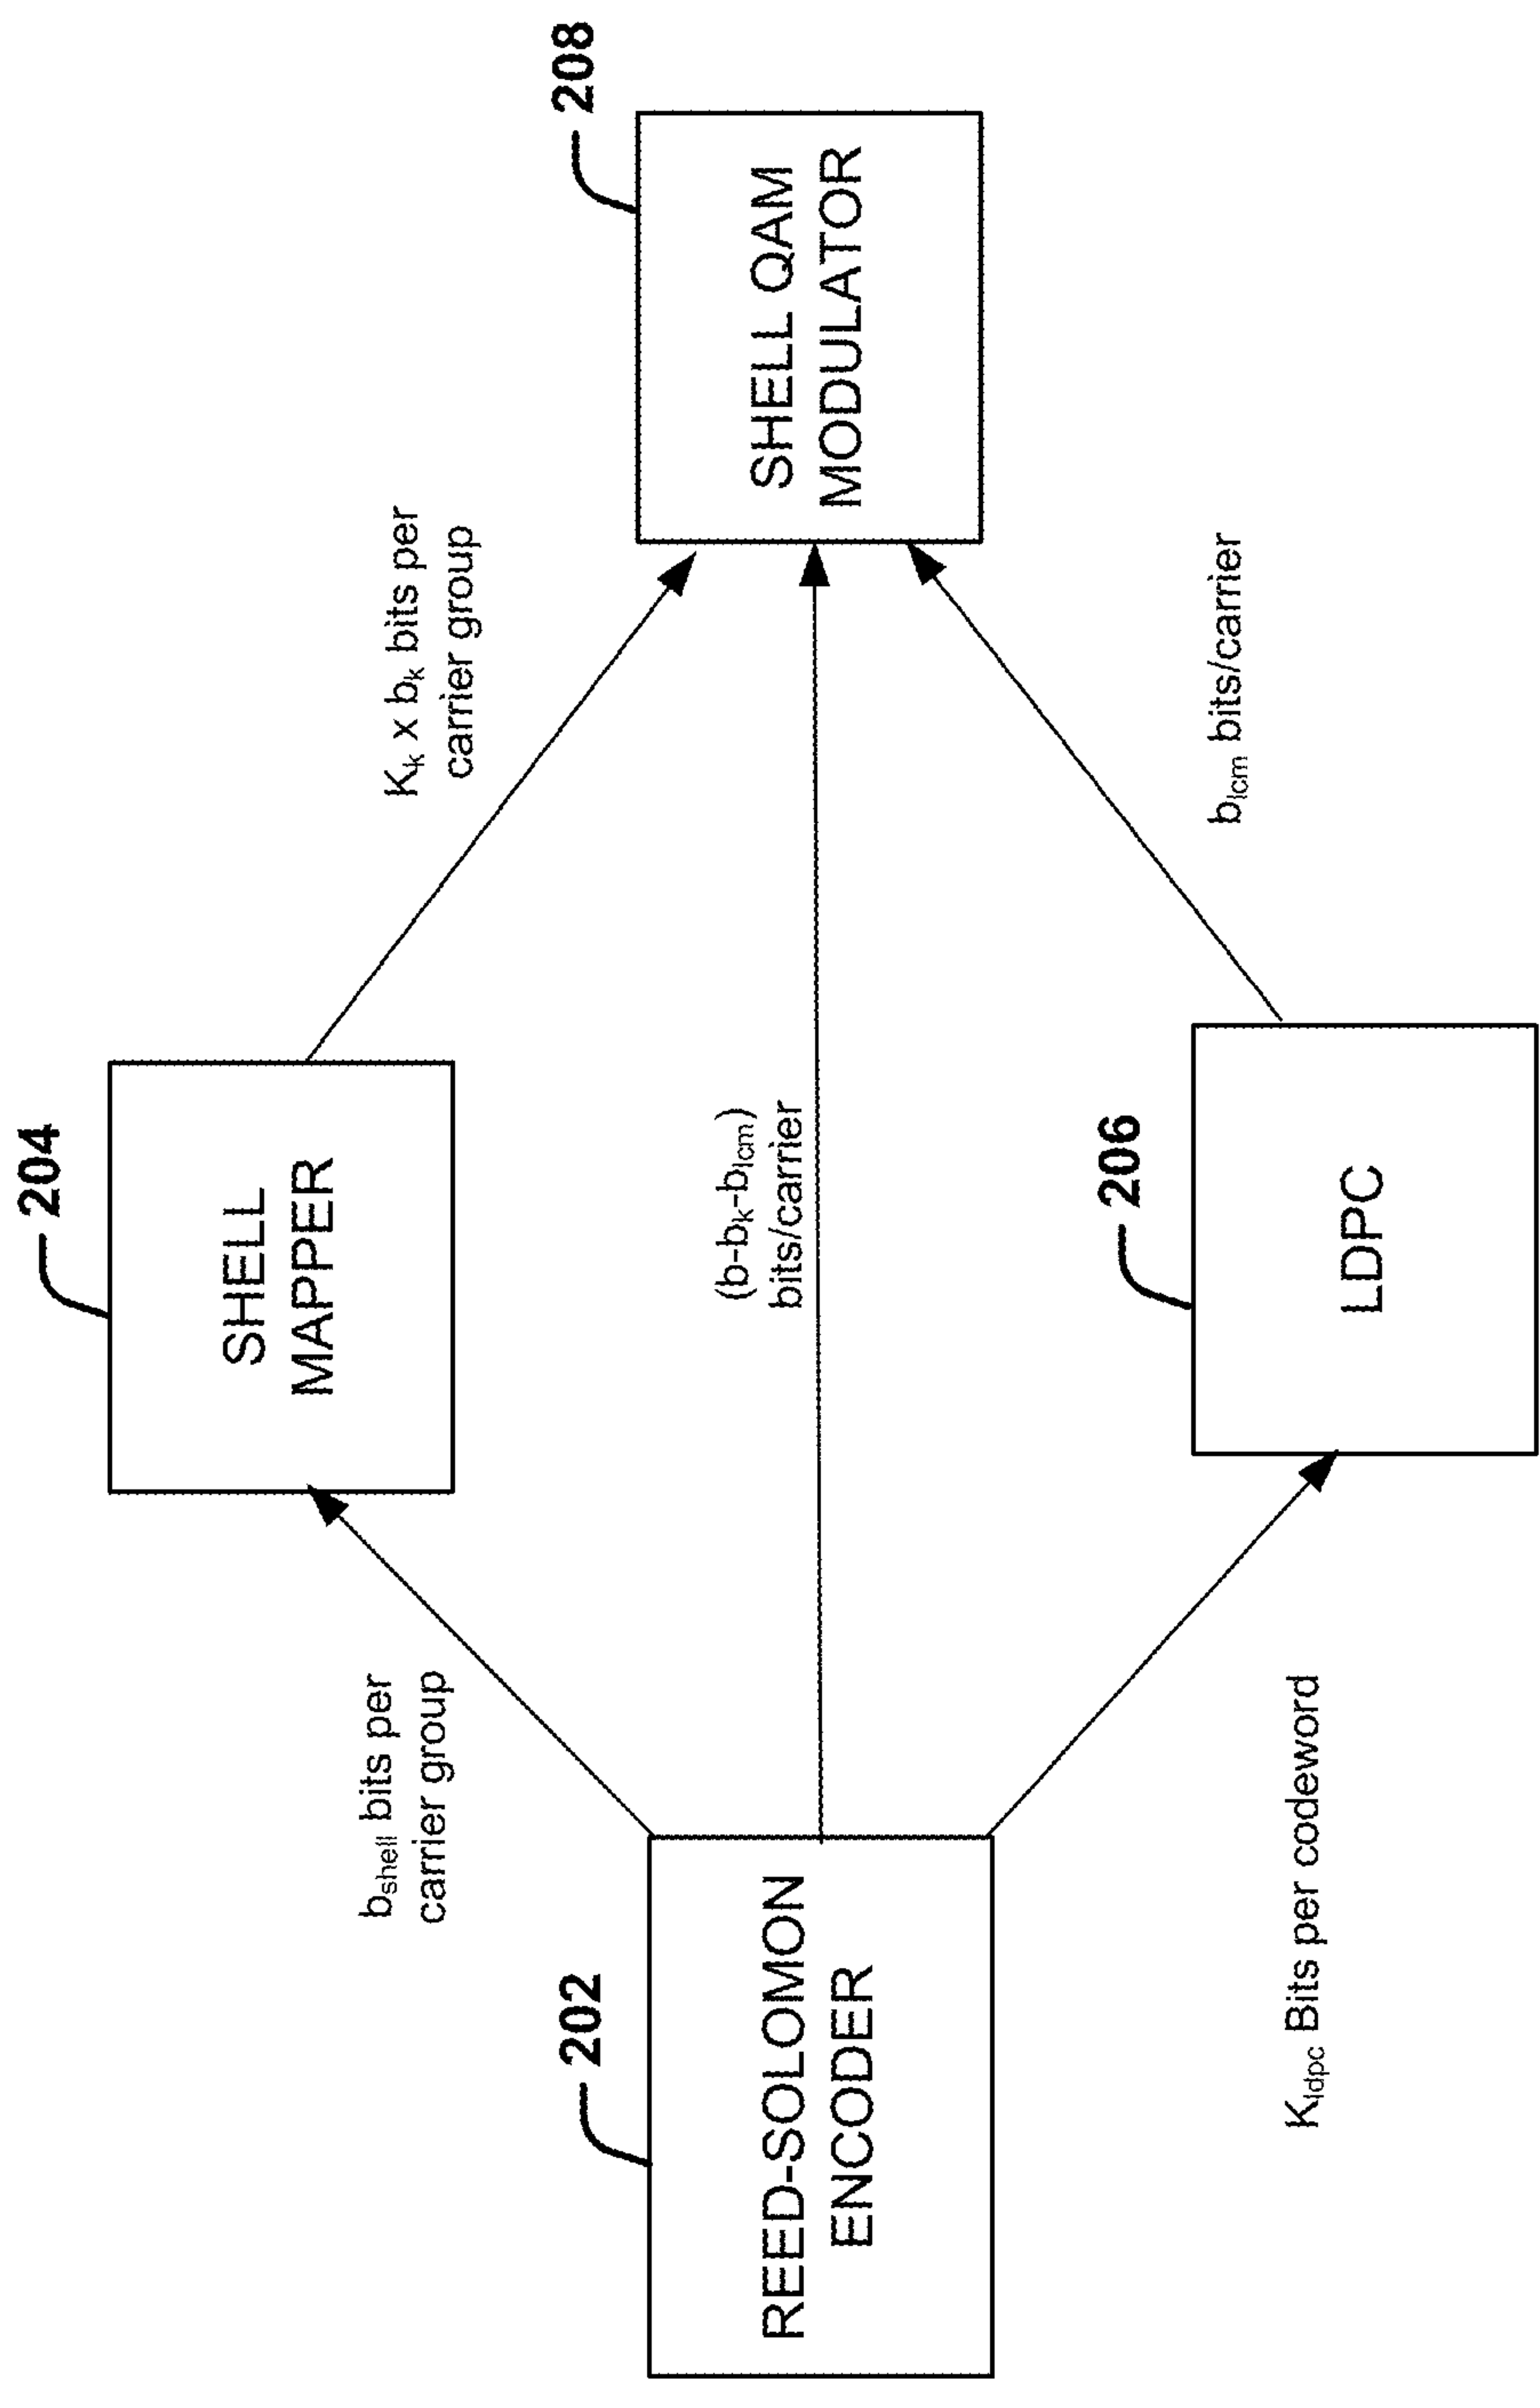 202
REED-SOLOMON
ENCODER
b_shell bits per
carrier group
(b-b_k-b_lcm)
bits/carrier
K_ldpc Bits per codeword
204
SHELL
MAPPER
206
LDPC
K_k x b_k bits per
carrier group
b_lcm bits/carrier
208
SHELL QAM
MODULATOR